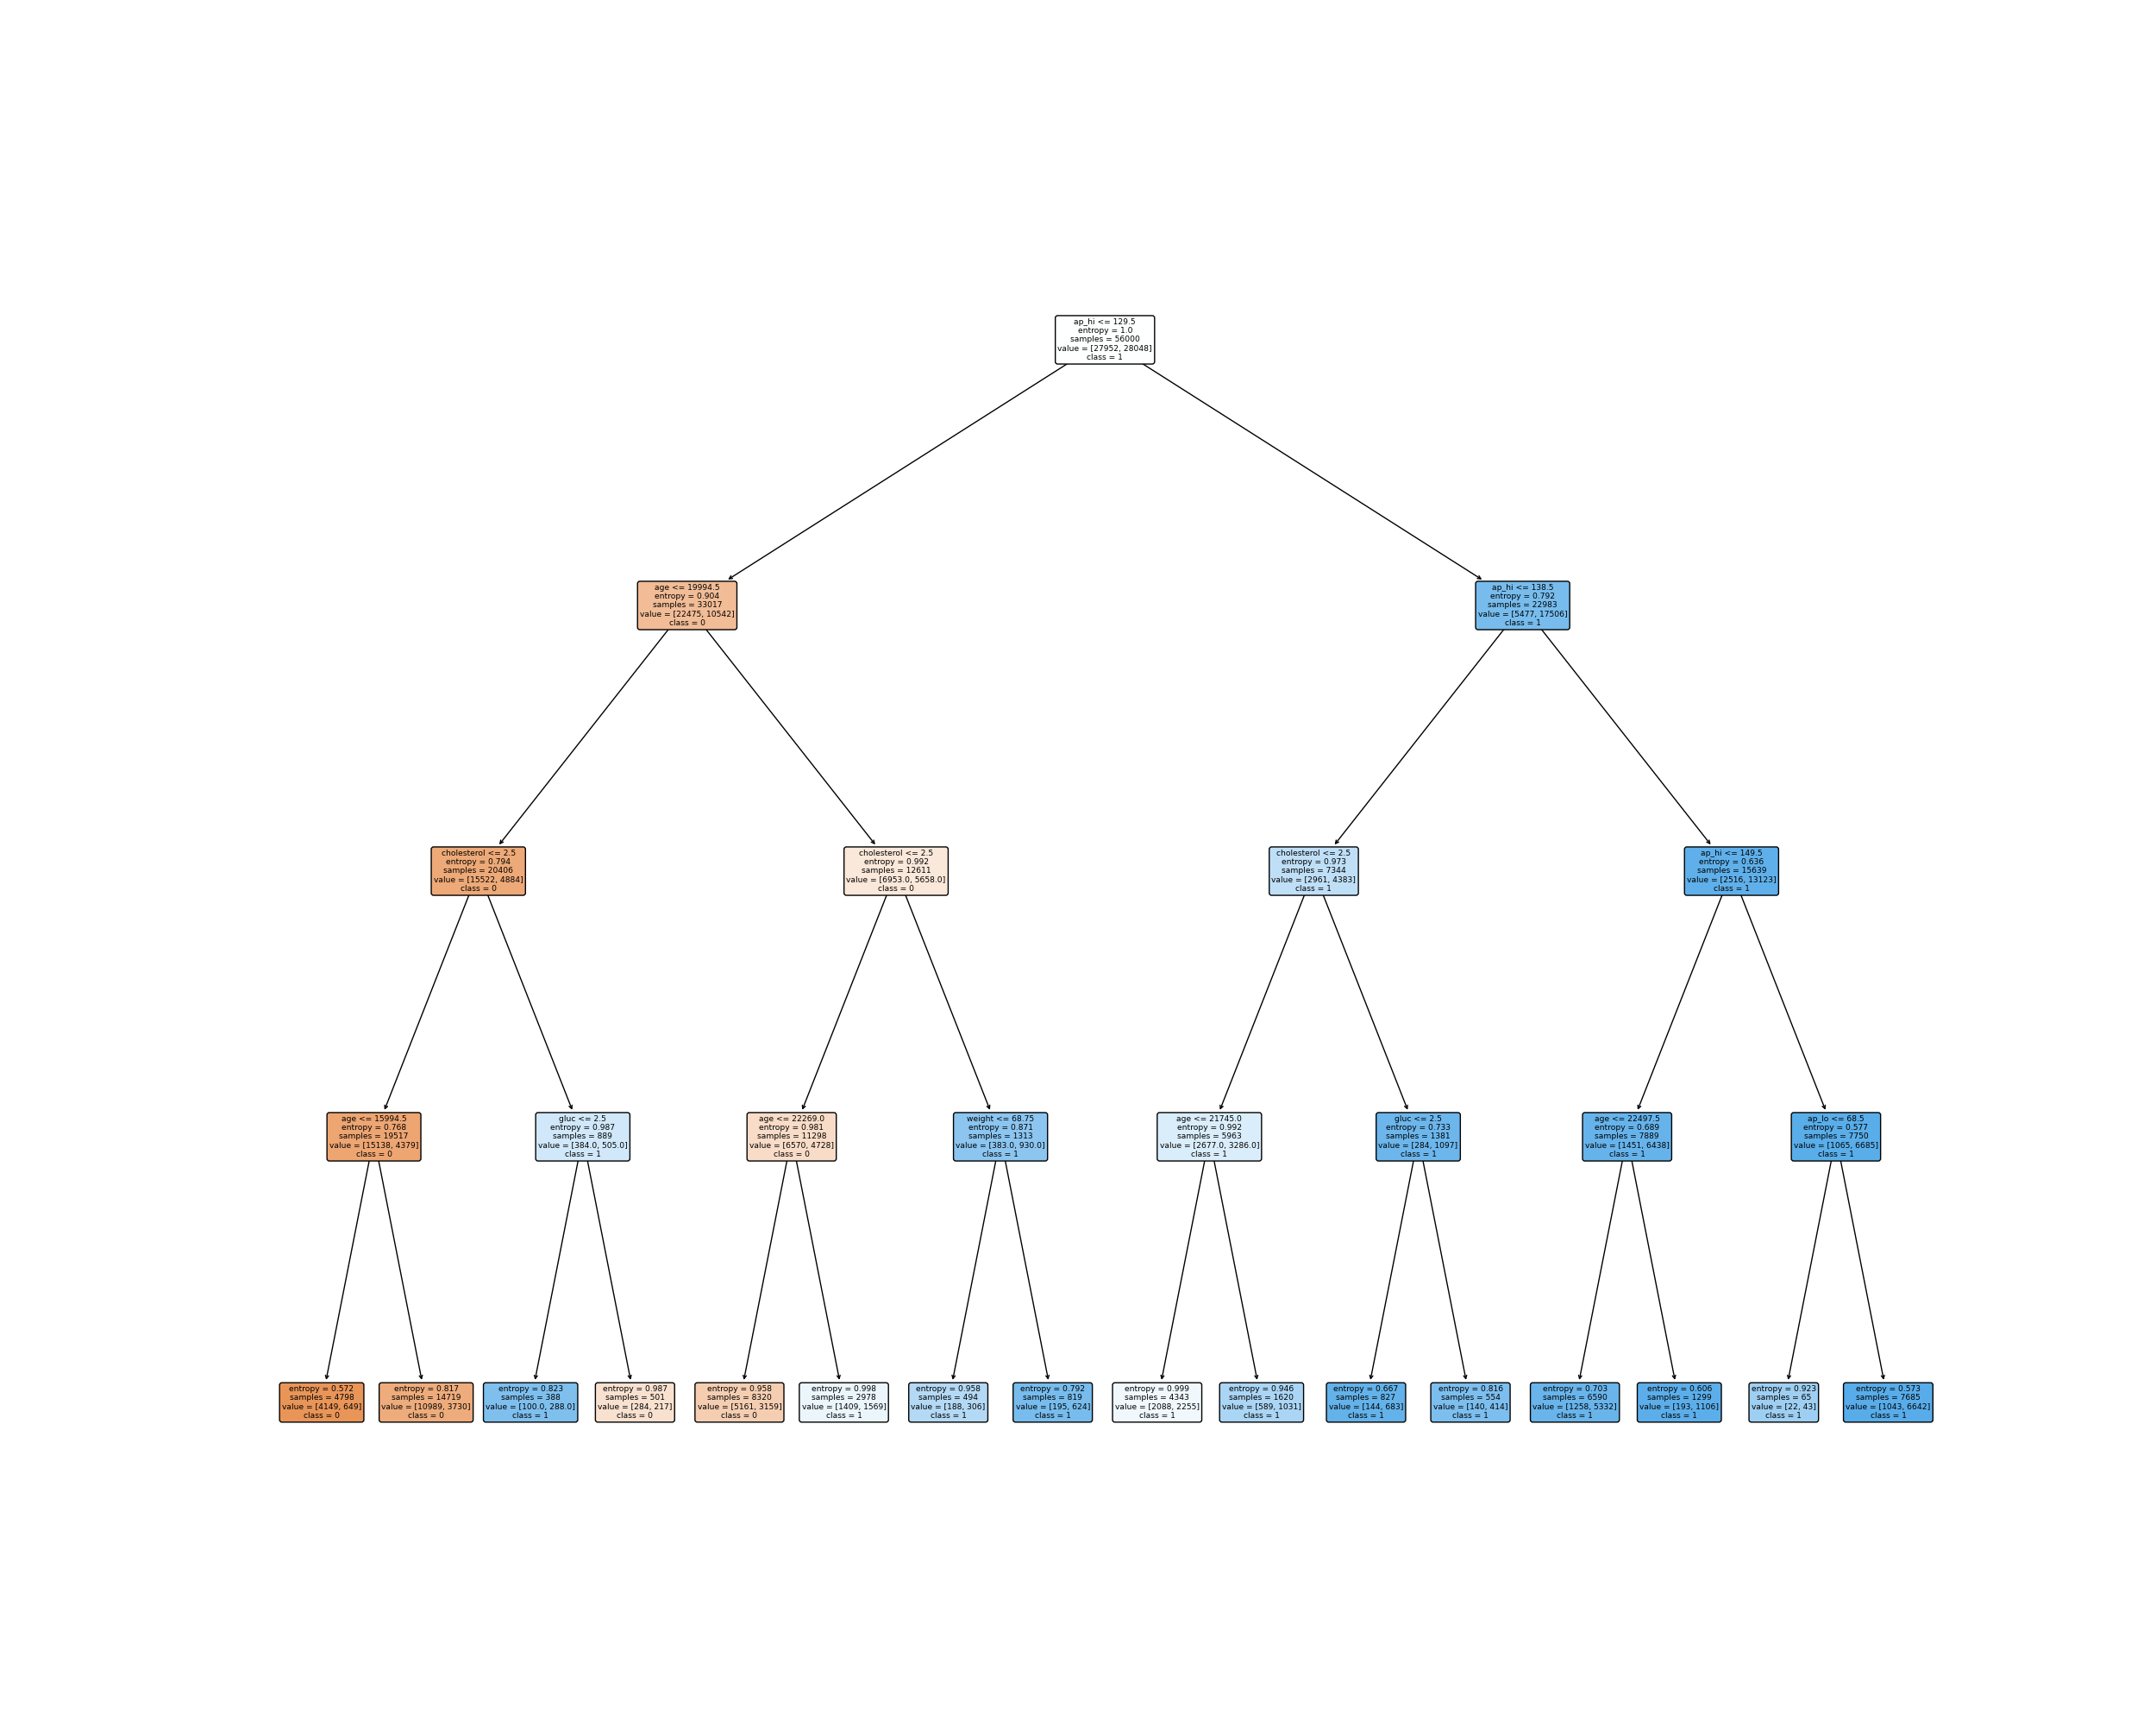 ap_hi <= 129.5
entropy = 1.0
samples = 56000
value = [27952, 28048]
class = 1
age <= 19994.5
entropy = 0.904
samples = 33017
value = [22475, 10542]
class = 0
ap_hi <= 138.5
entropy = 0.792
samples = 22983
value = [5477, 17506]
class = 1
cholesterol <= 2.5
entropy = 0.794
samples = 20406
value = [15522, 4884]
class = 0
cholesterol <= 2.5
entropy = 0.992
samples = 12611
value = [6953.0, 5658.0]
class = 0
cholesterol <= 2.5
entropy = 0.973
samples = 7344
value = [2961, 4383]
class = 1
ap_hi <= 149.5
entropy = 0.636
samples = 15639
value = [2516, 13123]
class = 1
age <= 15994.5
entropy = 0.768
samples = 19517
value = [15138, 4379]
class = 0
gluc <= 2.5
entropy = 0.987
samples = 889
value = [384.0, 505.0]
class = 1
age <= 22269.0
entropy = 0.981
samples = 11298
value = [6570, 4728]
class = 0
weight <= 68.75
entropy = 0.871
samples = 1313
value = [383.0, 930.0]
class = 1
age <= 21745.0
entropy = 0.992
samples = 5963
value = [2677.0, 3286.0]
class = 1
gluc <= 2.5
entropy = 0.733
samples = 1381
value = [284, 1097]
class = 1
age <= 22497.5
entropy = 0.689
samples = 7889
value = [1451, 6438]
class = 1
ap_lo <= 68.5
entropy = 0.577
samples = 7750
value = [1065, 6685]
class = 1
entropy = 0.572
samples = 4798
value = [4149, 649]
class = 0
entropy = 0.817
samples = 14719
value = [10989, 3730]
class = 0
entropy = 0.823
samples = 388
value = [100.0, 288.0]
class = 1
entropy = 0.987
samples = 501
value = [284, 217]
class = 0
entropy = 0.958
samples = 8320
value = [5161, 3159]
class = 0
entropy = 0.998
samples = 2978
value = [1409, 1569]
class = 1
entropy = 0.958
samples = 494
value = [188, 306]
class = 1
entropy = 0.792
samples = 819
value = [195, 624]
class = 1
entropy = 0.999
samples = 4343
value = [2088, 2255]
class = 1
entropy = 0.946
samples = 1620
value = [589, 1031]
class = 1
entropy = 0.667
samples = 827
value = [144, 683]
class = 1
entropy = 0.816
samples = 554
value = [140, 414]
class = 1
entropy = 0.703
samples = 6590
value = [1258, 5332]
class = 1
entropy = 0.606
samples = 1299
value = [193, 1106]
class = 1
entropy = 0.923
samples = 65
value = [22, 43]
class = 1
entropy = 0.573
samples = 7685
value = [1043, 6642]
class = 1